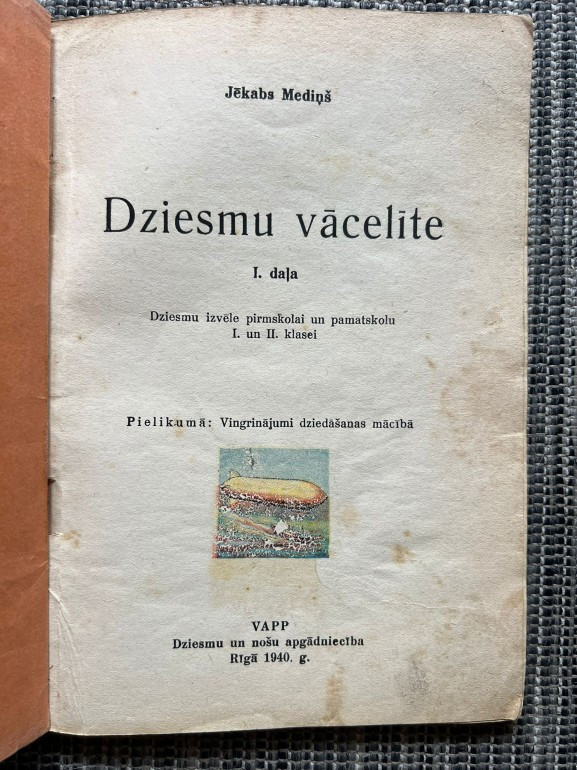 Jēkabs Mediņš
Dziesmu vācelīte
I. daļa
Dziesmu izvēle pirmskolai un pamatskolu
I. un II. klasei
Pielikumā: Vingrinājumi dziedāšanas mācībā
VAPP
Dziesmu un nošu apgādniecība
Rīgā 1940. g.